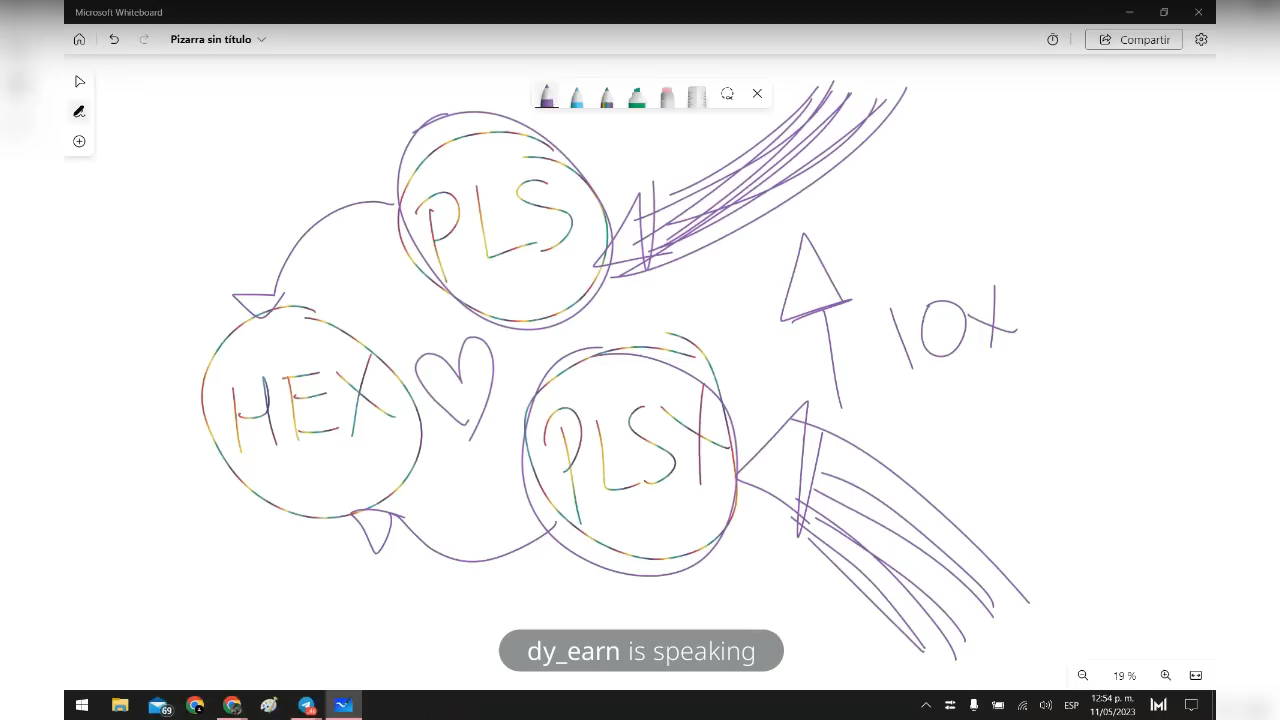 Microsoft Whiteboard
Pizarra sin título
Compartir
PLS
10X
HEX
PLSX
dy_earn is speaking
19 %
69
12:54 p. m.
ESP
11/05/2023